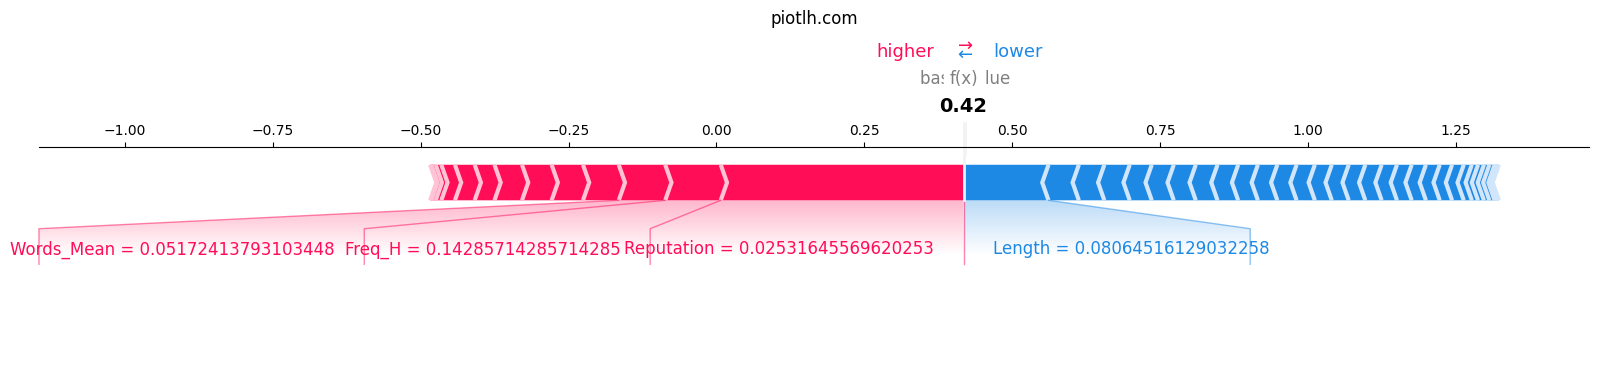 piotlh.com
higher → ← lower
f(x)
0.42
−1.00 −0.75 −0.50 −0.25 0.00 0.25 0.50 0.75 1.00 1.25
Words_Mean = 0.05172413793103448 Freq_H = 0.14285714285714285 Reputation = 0.02531645569620253 Length = 0.08064516129032258